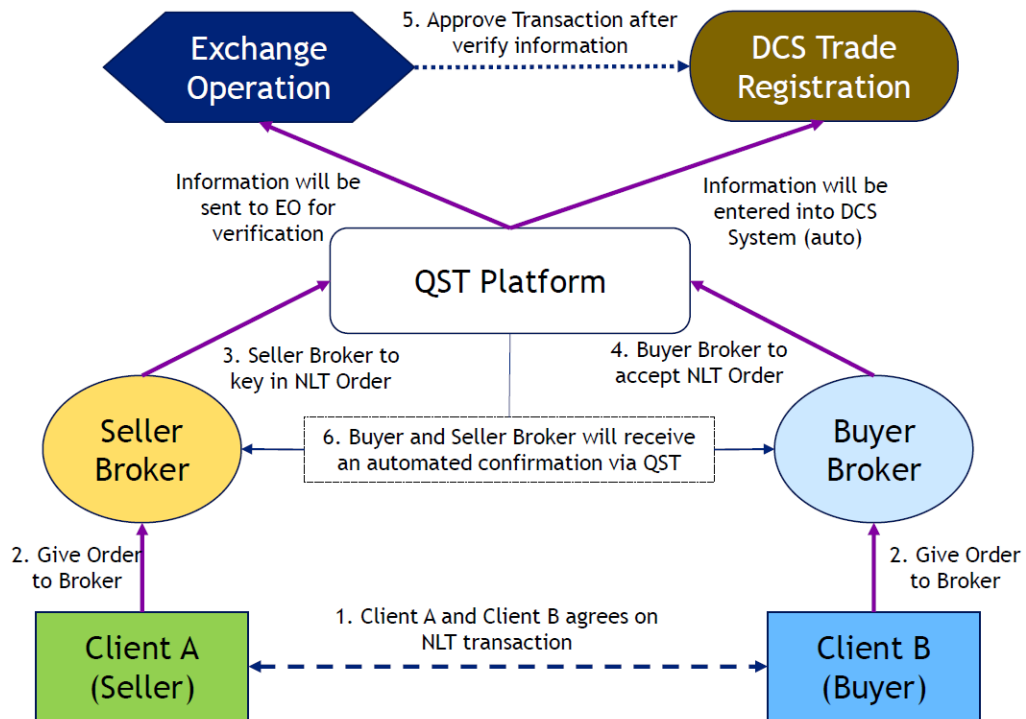 5. Approve Transaction after
verify information
Exchange
Operation
DCS Trade
Registration
Information will be
sent to EO for
verification
Information will be
entered into DCS
System (auto)
QST Platform
3. Seller Broker to
key in NLT Order
4. Buyer Broker to
accept NLT Order
Seller
Broker
6. Buyer and Seller Broker will receive
an automated confirmation via QST
Buyer
Broker
2. Give Order
to Broker
2. Give Order
to Broker
1. Client A and Client B agrees on
NLT transaction
Client A
(Seller)
Client B
(Buyer)